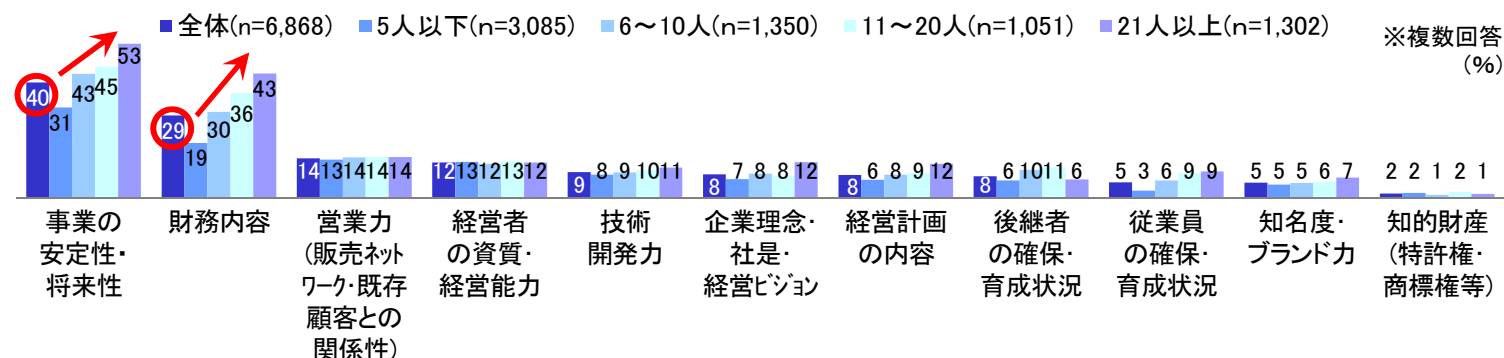 ■全体(n=6,868) ■5人以下(n=3,085) ■6～10人(n=1,350) ■11～20人(n=1,051) ■21人以上(n=1,302)
※複数回答
(%)
40 31 43 45 53
29 19 30 36 43
14 13 14 14 14
12 13 12 13 12
9 8 9 10 11
8 7 8 8 12
8 6 8 9 12
8 6 10 11 6
5 3 6 9 9
5 5 5 6 7
2 2 1 2 1
事業の
安定性・
将来性
財務内容
営業力
(販売ﾈｯﾄ
ﾜｰｸ・既存
顧客との
関係性)
経営者
の資質・
経営能力
技術
開発力
企業理念・
社是・
経営ﾋﾞｼﾞｮﾝ
経営計画
の内容
後継者
の確保・
育成状況
従業員
の確保・
育成状況
知名度・
ブランド力
知的財産
(特許権・
商標権等)